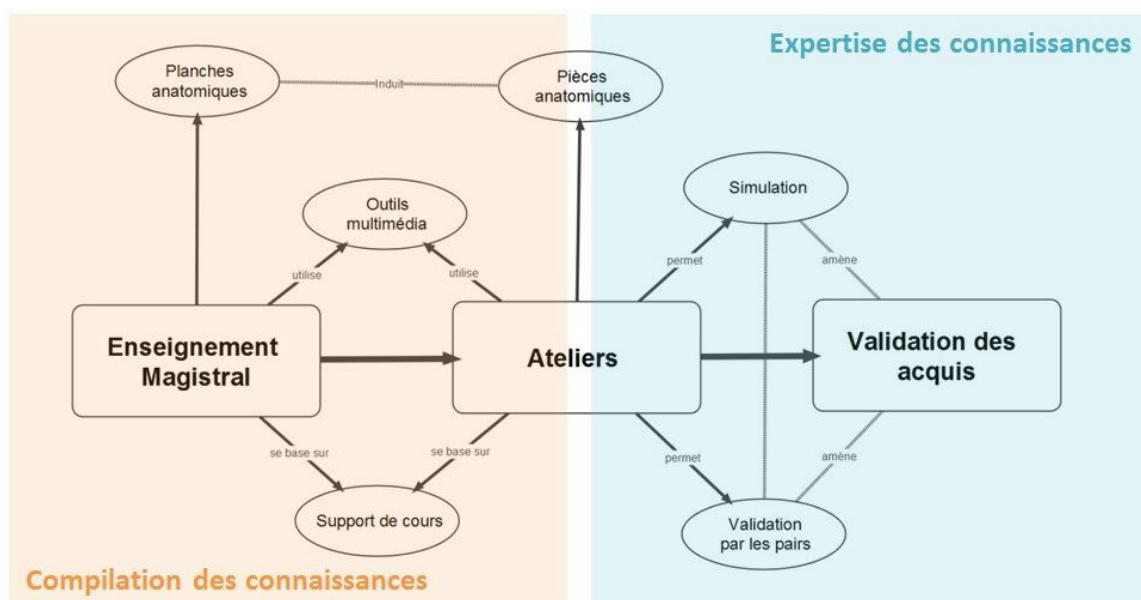 Expertise des connaissances
Planches
anatomiques
Induit
Pièces
anatomiques
Simulation
Outils
multimédia
utilise
utilise
permet
amène
Enseignement
Magistral
Ateliers
Validation des
acquis
se base sur
se base sur
permet
amène
Support de cours
Validation
par les pairs
Compilation des connaissances